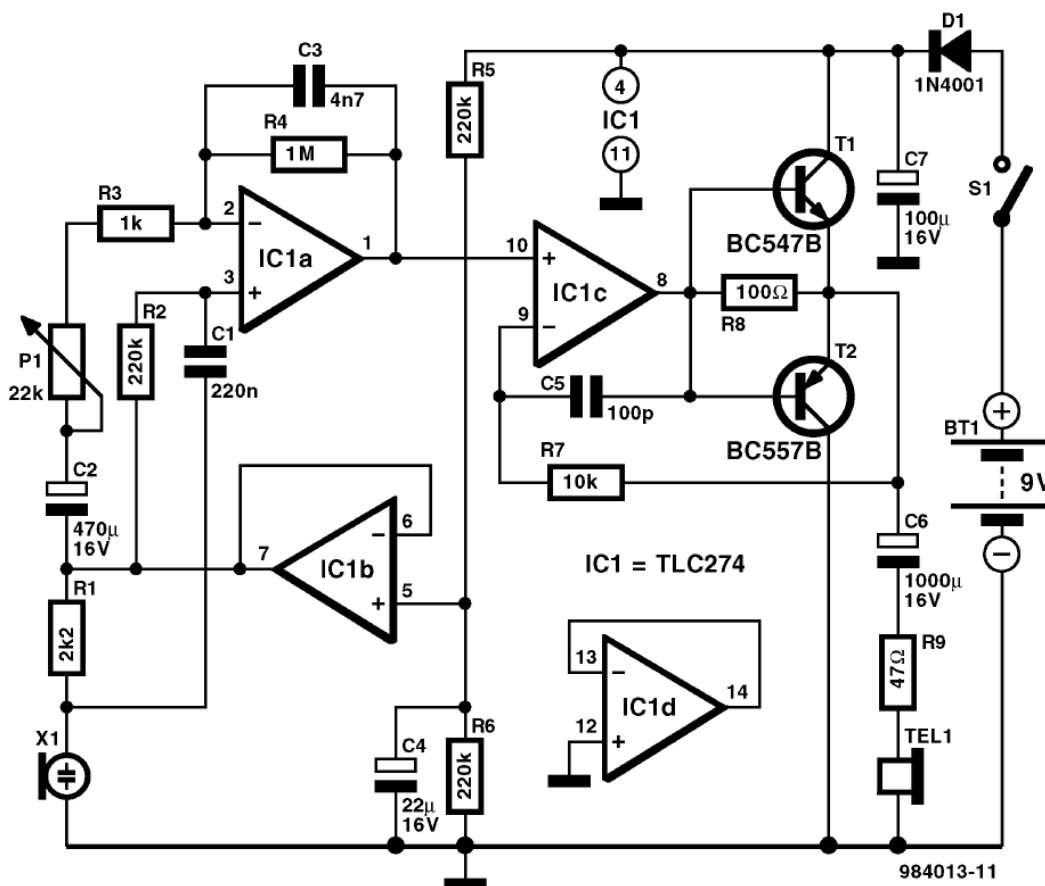 D1
1N4001
C3
4n7
R5
220k
4
IC1
11
R4
1M
T1
C7
S1
100µ
16V
R3
1k
2
−
IC1a
1
3
+
BC547B
10
+
IC1c
8
9
−
100Ω
R8
R2
220k
C1
220n
P1
22k
T2
C5
100p
BC557B
BT1
+
9V
−
R7
10k
C2
470µ
16V
6
−
7
IC1b
5
+
C6
1000µ
16V
IC1 = TLC274
R1
2k2
R9
47Ω
13
−
IC1d
14
12
+
X1
C4
22µ
16V
R6
220k
TEL1
984013-11